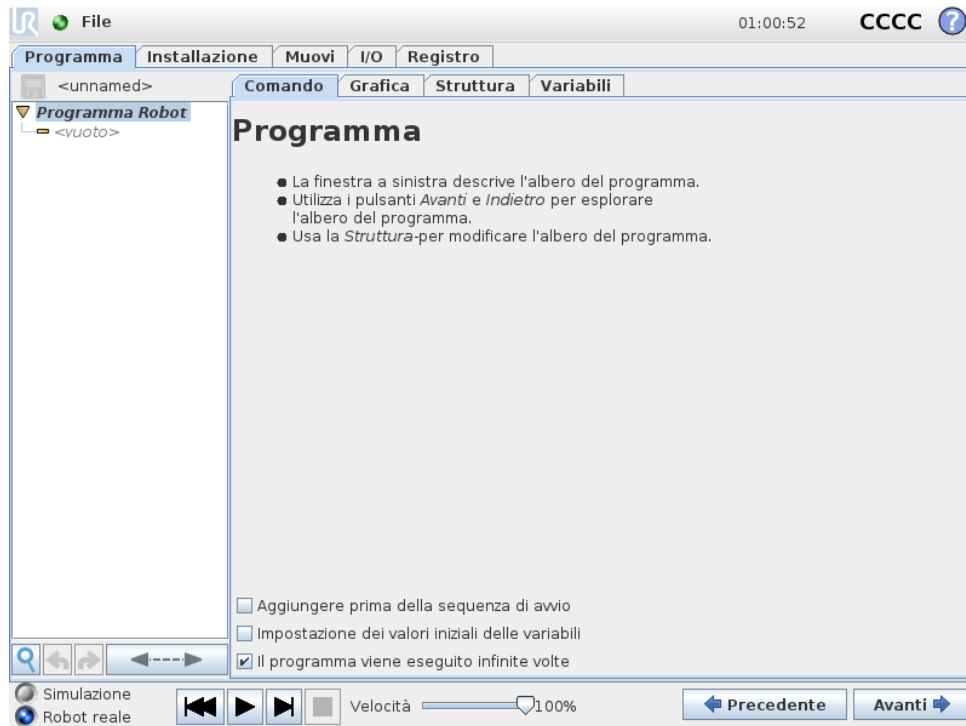 UR File 01:00:52 CCCC ?
Programma Installazione Muovi I/O Registro
<unnamed> Comando Grafica Struttura Variabili
Programma Robot
<vuoto>
Programma
La finestra a sinistra descrive l'albero del programma.
Utilizza i pulsanti Avanti e Indietro per esplorare
l'albero del programma.
Usa la Struttura-per modificare l'albero del programma.
Aggiungere prima della sequenza di avvio
Impostazione dei valori iniziali delle variabili
Il programma viene eseguito infinite volte
Simulazione
Robot reale
Velocità 100% Precedente Avanti